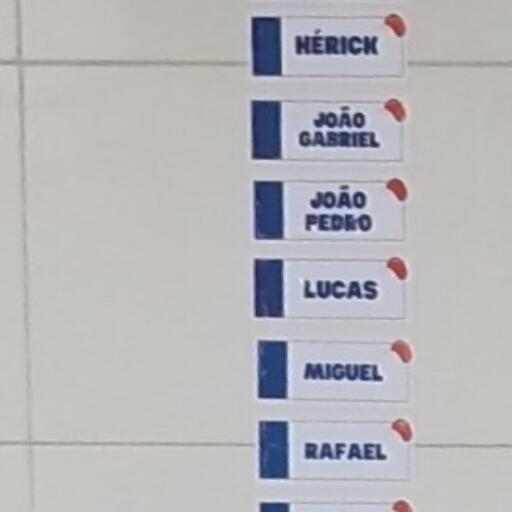 HÉRICK
JOÃO
GABRIEL
JOÃO
PEDRO
LUCAS
MIGUEL
RAFAEL